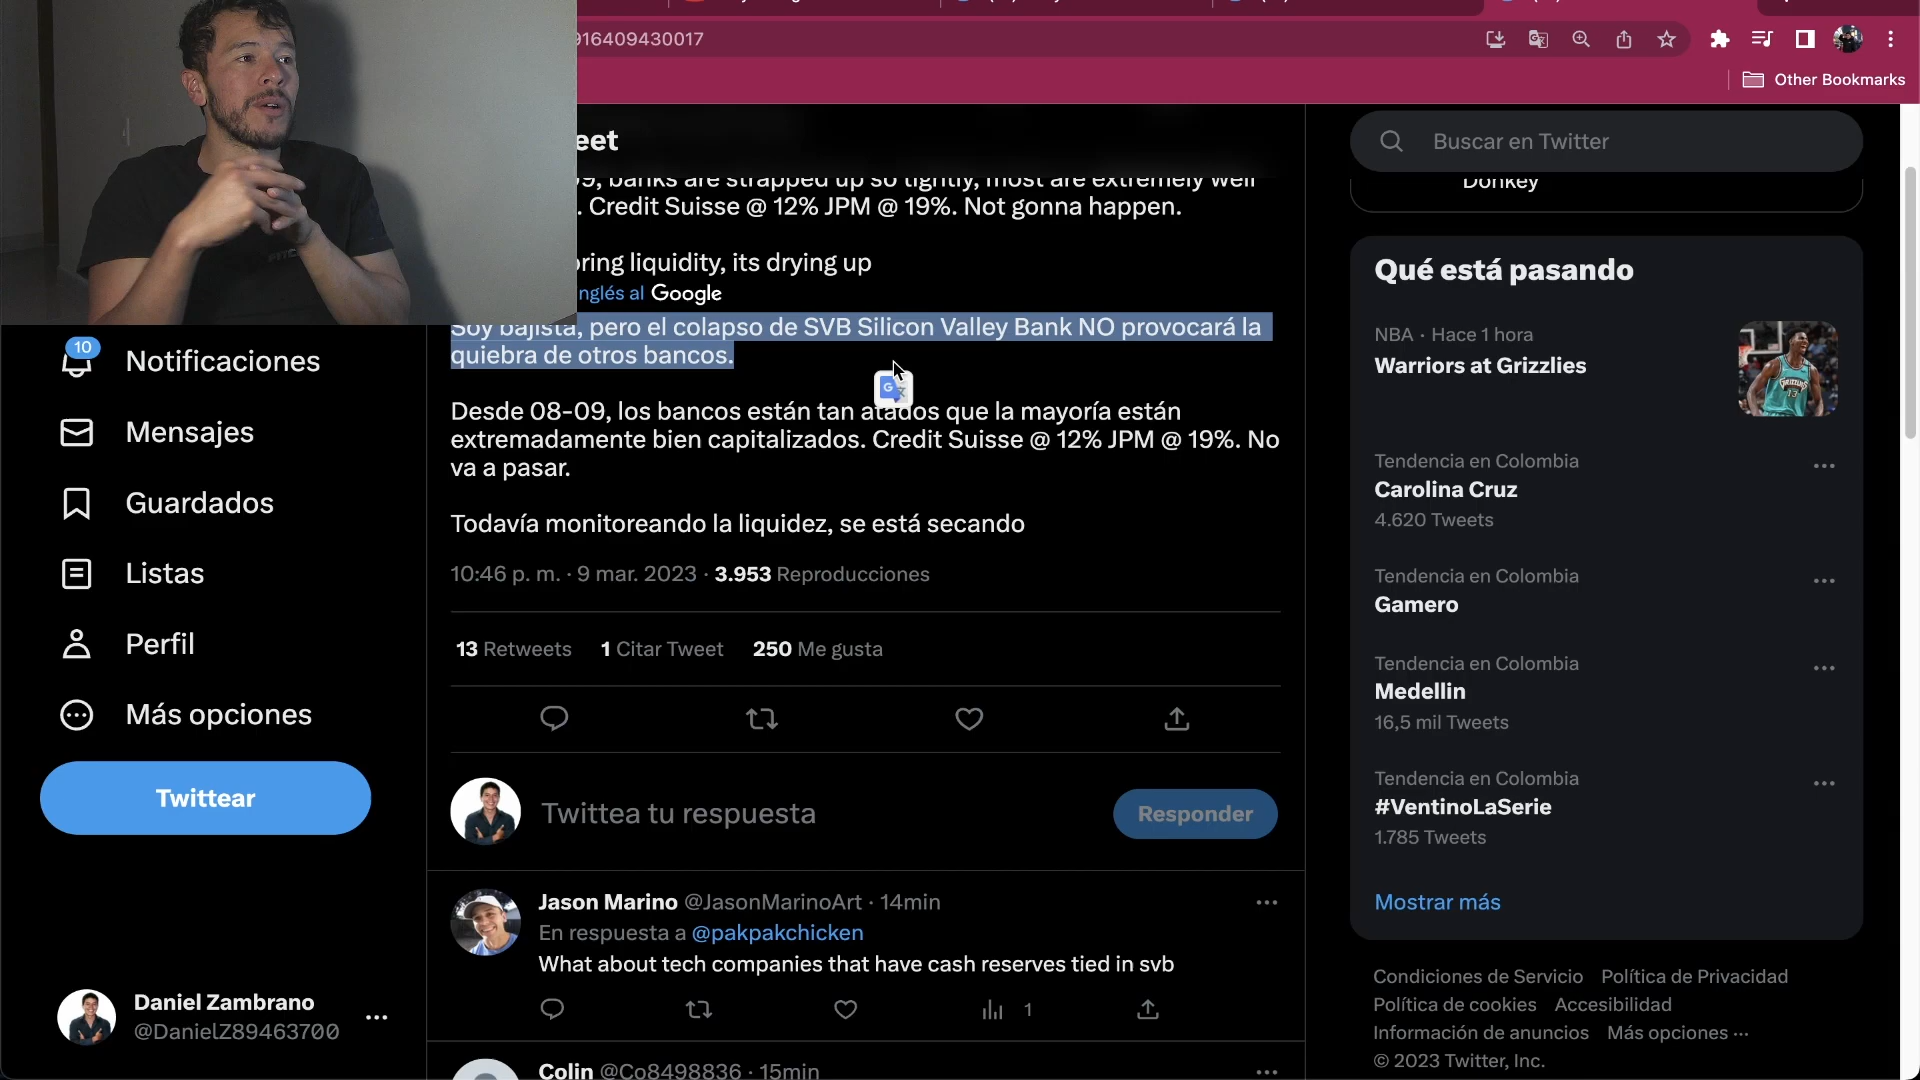 916409430017
Other Bookmarks
eet
banks are strapped up so tightly, most are extremely well
. Credit Suisse @ 12% JPM @ 19%. Not gonna happen.
oring liquidity, its drying up
nglés al Google
Soy bajista, pero el colapso de SVB Silicon Valley Bank NO provocará la
quiebra de otros bancos.
Desde 08-09, los bancos están tan atados que la mayoría están
extremadamente bien capitalizados. Credit Suisse @ 12% JPM @ 19%. No
va a pasar.
Todavía monitoreando la liquidez, se está secando
10:46 p. m. · 9 mar. 2023 · 3.953 Reproducciones
13 Retweets 1 Citar Tweet 250 Me gusta
Twittea tu respuesta
Responder
Jason Marino @JasonMarinoArt · 14min
En respuesta a @pakpakchicken
What about tech companies that have cash reserves tied in svb
1
Colin @Co8498836 · 15min
10
Notificaciones
Mensajes
Guardados
Listas
Perfil
Más opciones
Twittear
Daniel Zambrano
@DanielZ89463700
Buscar en Twitter
Donkey
Qué está pasando
NBA · Hace 1 hora
Warriors at Grizzlies
Tendencia en Colombia
Carolina Cruz
4.620 Tweets
Tendencia en Colombia
Gamero
Tendencia en Colombia
Medellin
16,5 mil Tweets
Tendencia en Colombia
#VentinoLaSerie
1.785 Tweets
Mostrar más
Condiciones de Servicio Política de Privacidad
Política de cookies Accesibilidad
Información de anuncios Más opciones ···
© 2023 Twitter, Inc.